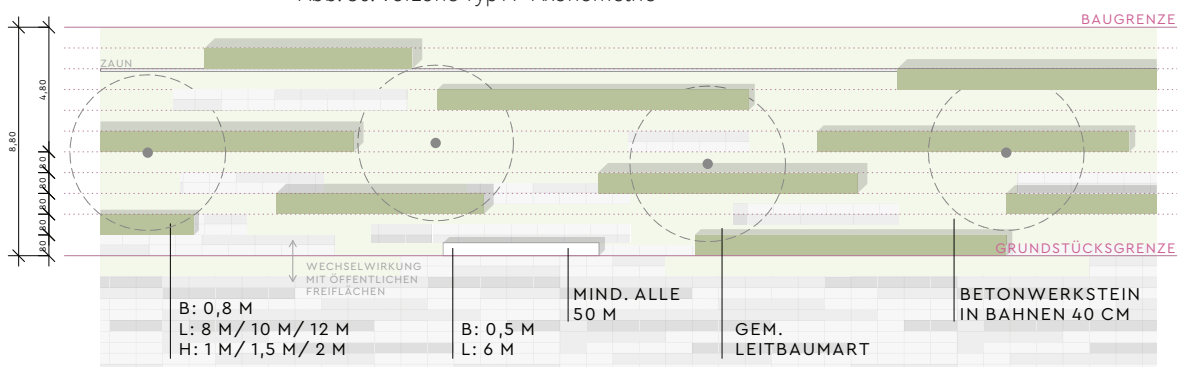 BAUGRENZE
ZAUN
4,80
8,80
,80
,80
,80
,80
,80
GRUNDSTÜCKSGRENZE
WECHSELWIRKUNG
MIT ÖFFENTLICHEN
FREIFLÄCHEN
B: 0,8 M
L: 8 M/ 10 M/ 12 M
H: 1 M/ 1,5 M/ 2 M
B: 0,5 M
L: 6 M
MIND. ALLE
50 M
GEM.
LEITBAUMART
BETONWERKSTEIN
IN BAHNEN 40 CM